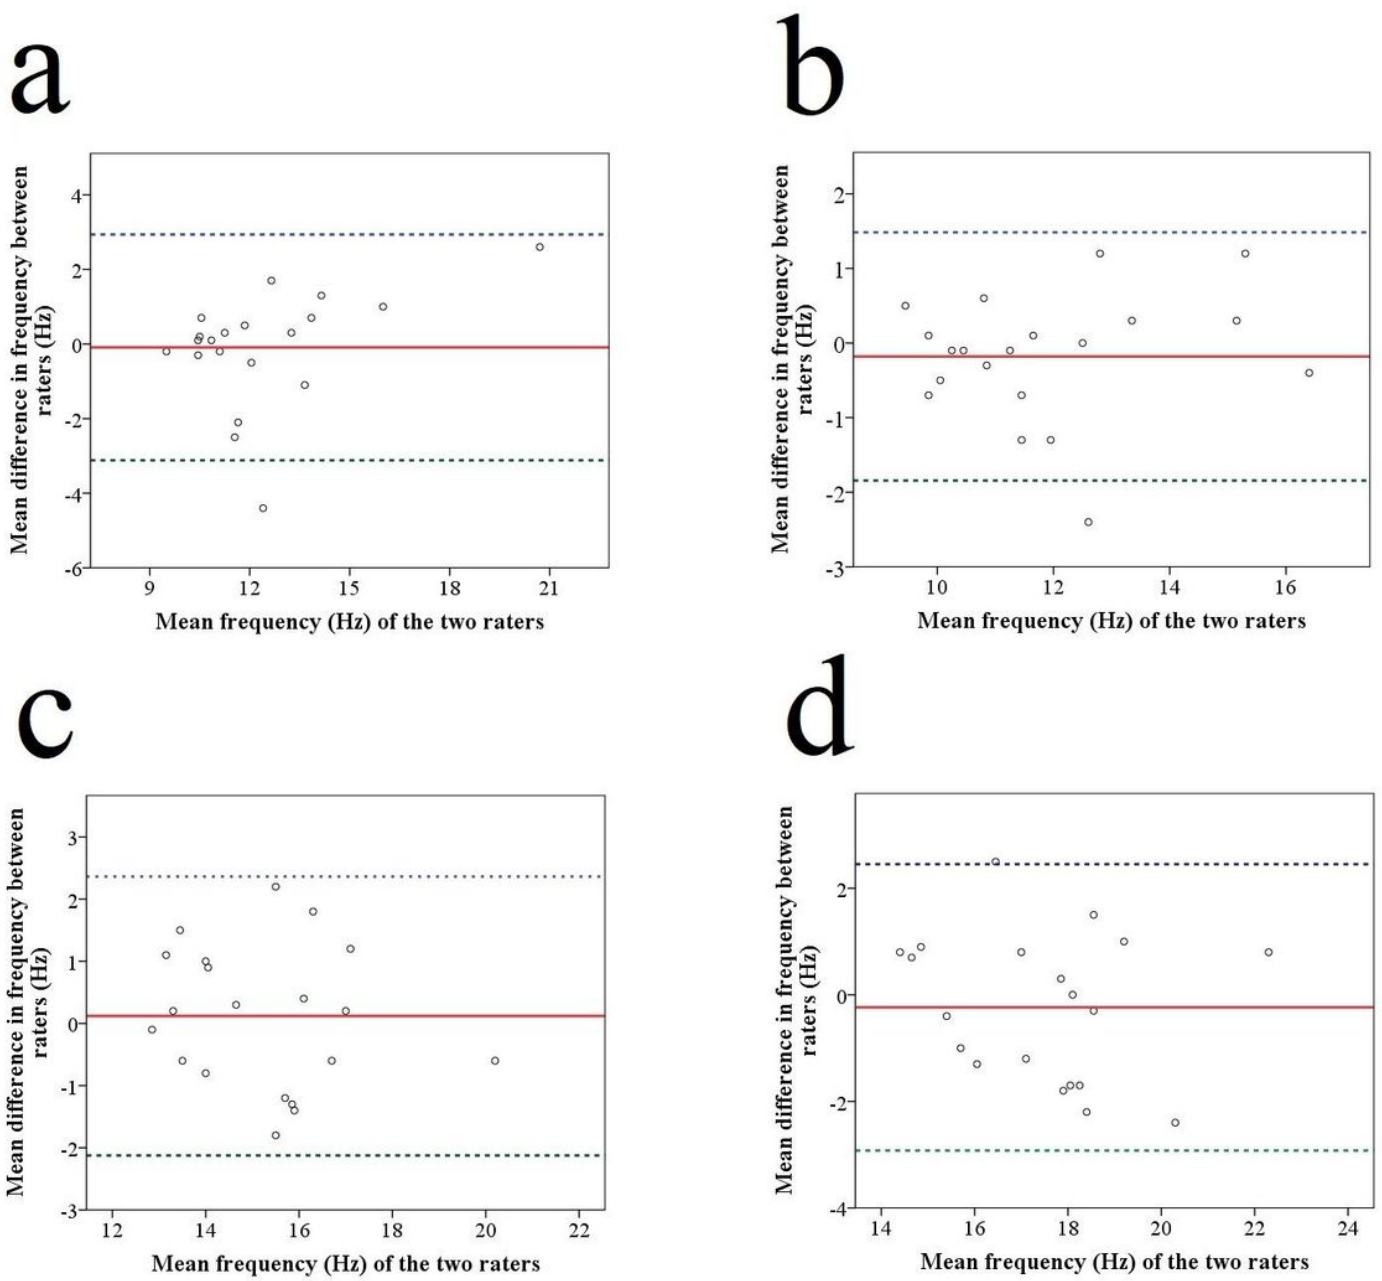 a
b
Mean difference in frequency between
raters (Hz)
4
2
0
-2
-4
-6
9 12 15 18 21
Mean frequency (Hz) of the two raters
Mean difference in frequency between
raters (Hz)
2
1
0
-1
-2
-3
10 12 14 16
Mean frequency (Hz) of the two raters
c
d
Mean difference in frequency between
raters (Hz)
3
2
1
0
-1
-2
-3
12 14 16 18 20 22
Mean frequency (Hz) of the two raters
Mean difference in frequency between
raters (Hz)
2
0
-2
-4
14 16 18 20 22 24
Mean frequency (Hz) of the two raters